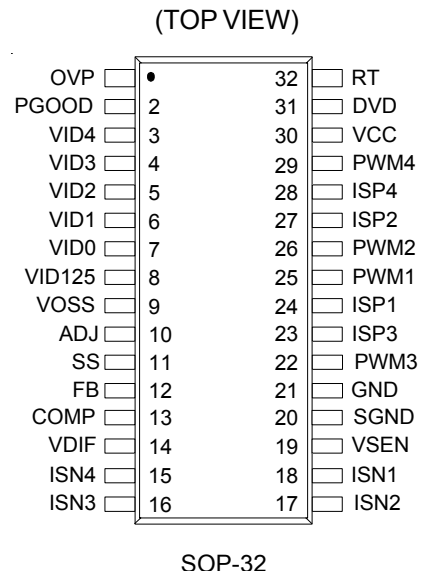 (TOP VIEW)
OVP 32 RT
PGOOD 2 31 DVD
VID4 3 30 VCC
VID3 4 29 PWM4
VID2 5 28 ISP4
VID1 6 27 ISP2
VID0 7 26 PWM2
VID125 8 25 PWM1
VOSS 9 24 ISP1
ADJ 10 23 ISP3
SS 11 22 PWM3
FB 12 21 GND
COMP 13 20 SGND
VDIF 14 19 VSEN
ISN4 15 18 ISN1
ISN3 16 17 ISN2
SOP-32